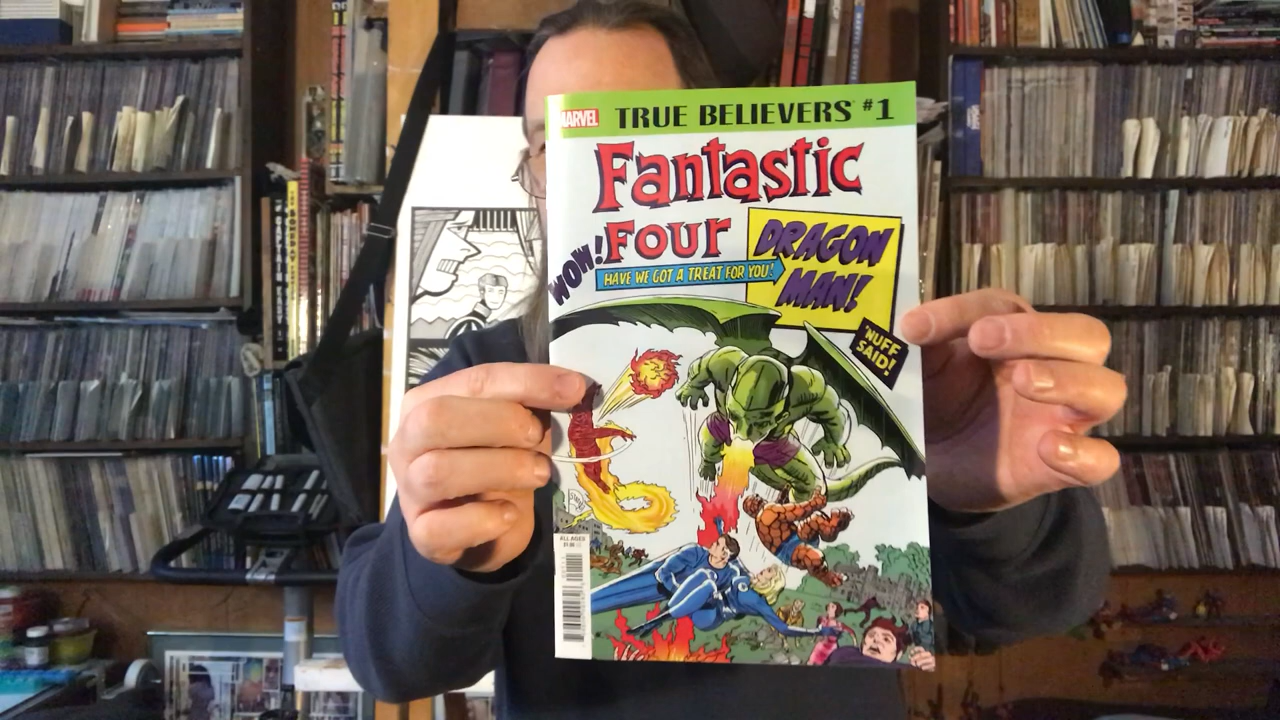 MARVEL TRUE BELIEVERS #1
Fantastic
Four
WOW!
HAVE WE GOT A TREAT FOR YOU!
DRAGON
MAN!
'NUFF
SAID!
ALL AGES